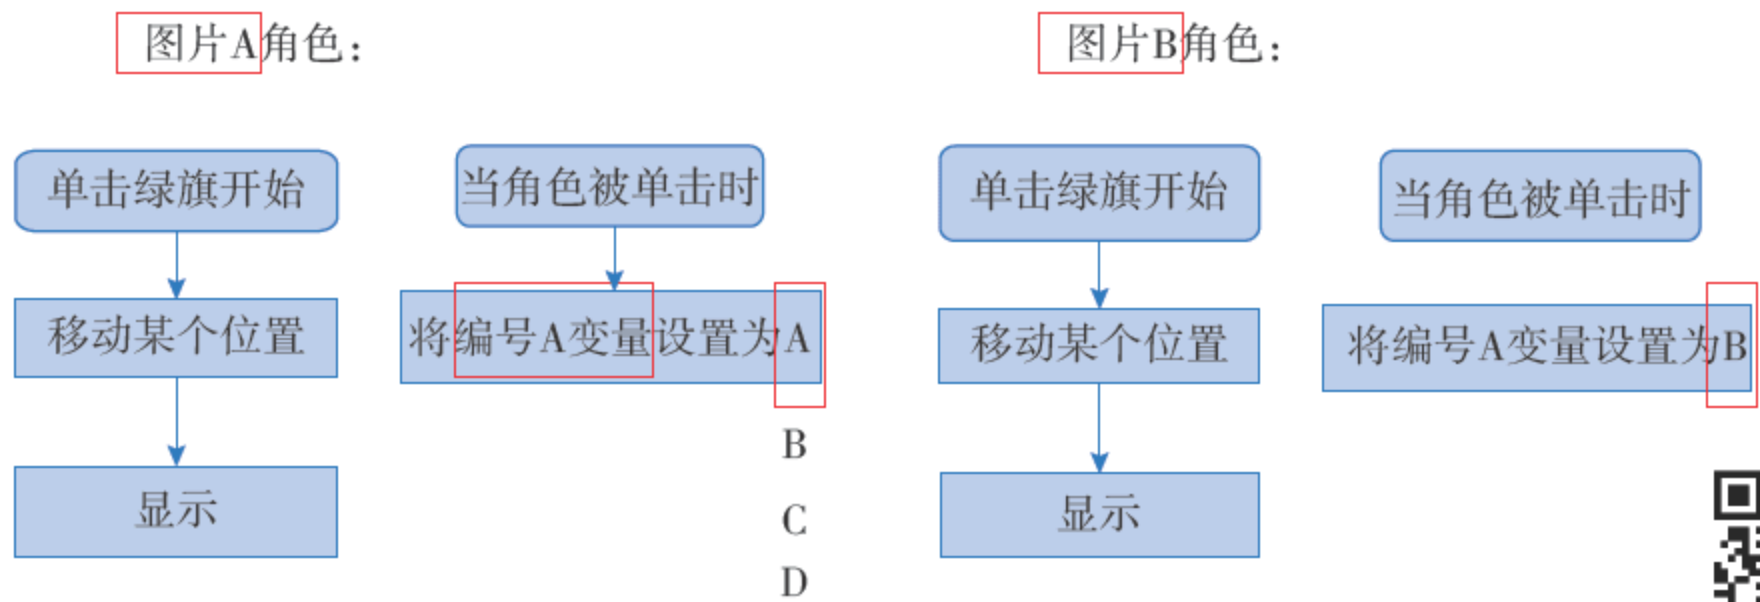 图片A角色：
图片B角色：
单击绿旗开始
当角色被单击时
单击绿旗开始
当角色被单击时
移动某个位置
将编号A变量设置为A
移动某个位置
将编号A变量设置为B
B
显示
C
显示
D